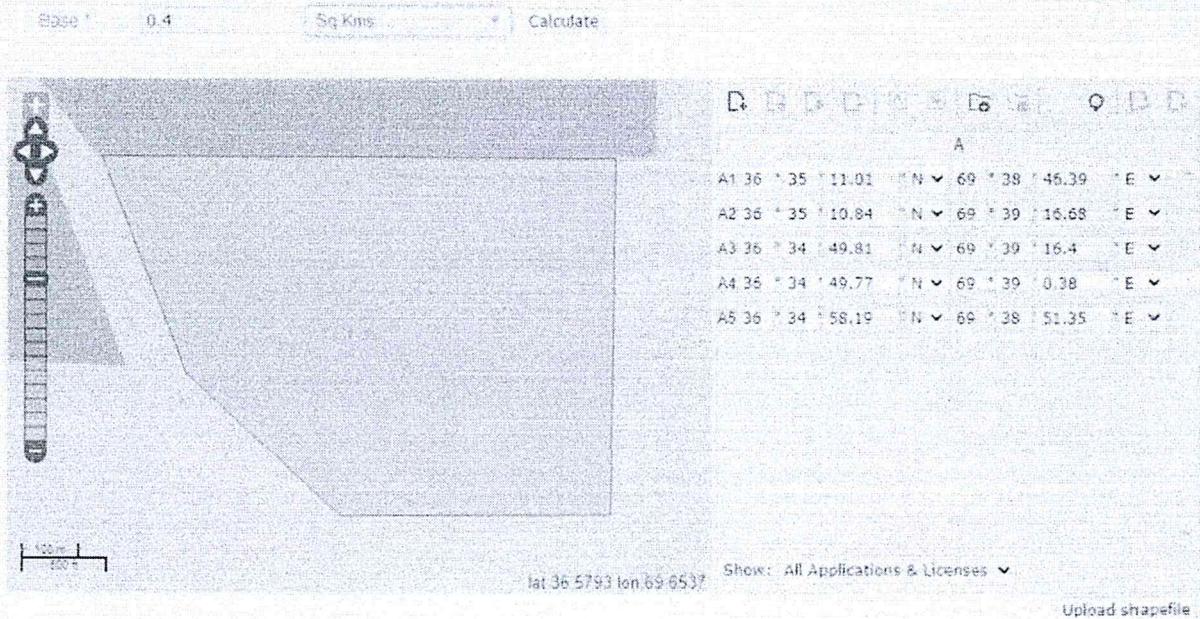 Base * 0.4 Sq Kms Calculate
A
A1 36 ° 35 ' 11.01 " N 69 ° 38 ' 46.39 " E
A2 36 ° 35 ' 10.84 " N 69 ° 39 ' 16.68 " E
A3 36 ° 34 ' 49.81 " N 69 ° 39 ' 16.4 " E
A4 36 ° 34 ' 49.77 " N 69 ° 39 ' 0.38 " E
A5 36 ° 34 ' 58.19 " N 69 ° 38 ' 51.35 " E
100 m
500 ft
lat 36.5793 lon 69.6537
Show: All Applications & Licenses
Upload shapefile